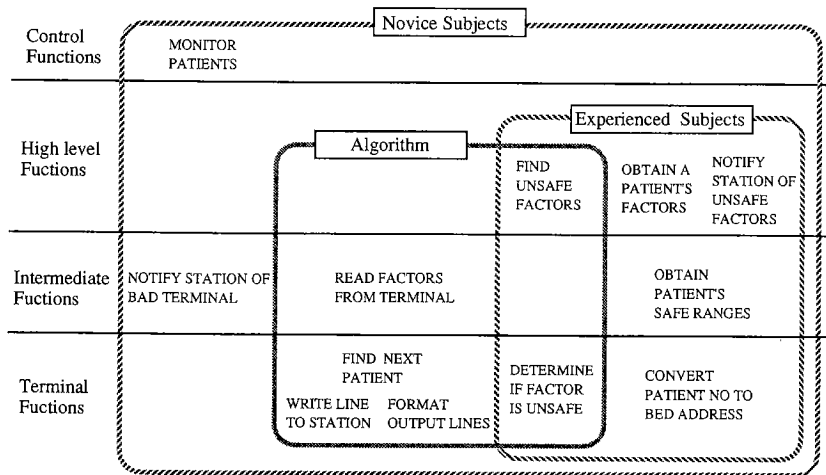 Novice Subjects
Control
Functions
MONITOR
PATIENTS
Experienced Subjects
Algorithm
High level
Fuctions
FIND
UNSAFE
FACTORS
OBTAIN A
PATIENT'S
FACTORS
NOTIFY
STATION OF
UNSAFE
FACTORS
Intermediate
Fuctions
NOTIFY STATION OF
BAD TERMINAL
READ FACTORS
FROM TERMINAL
OBTAIN
PATIENT'S
SAFE RANGES
Terminal
Fuctions
FIND NEXT
PATIENT
WRITE LINE
TO STATION
FORMAT
OUTPUT LINES
DETERMINE
IF FACTOR
IS UNSAFE
CONVERT
PATIENT NO TO
BED ADDRESS